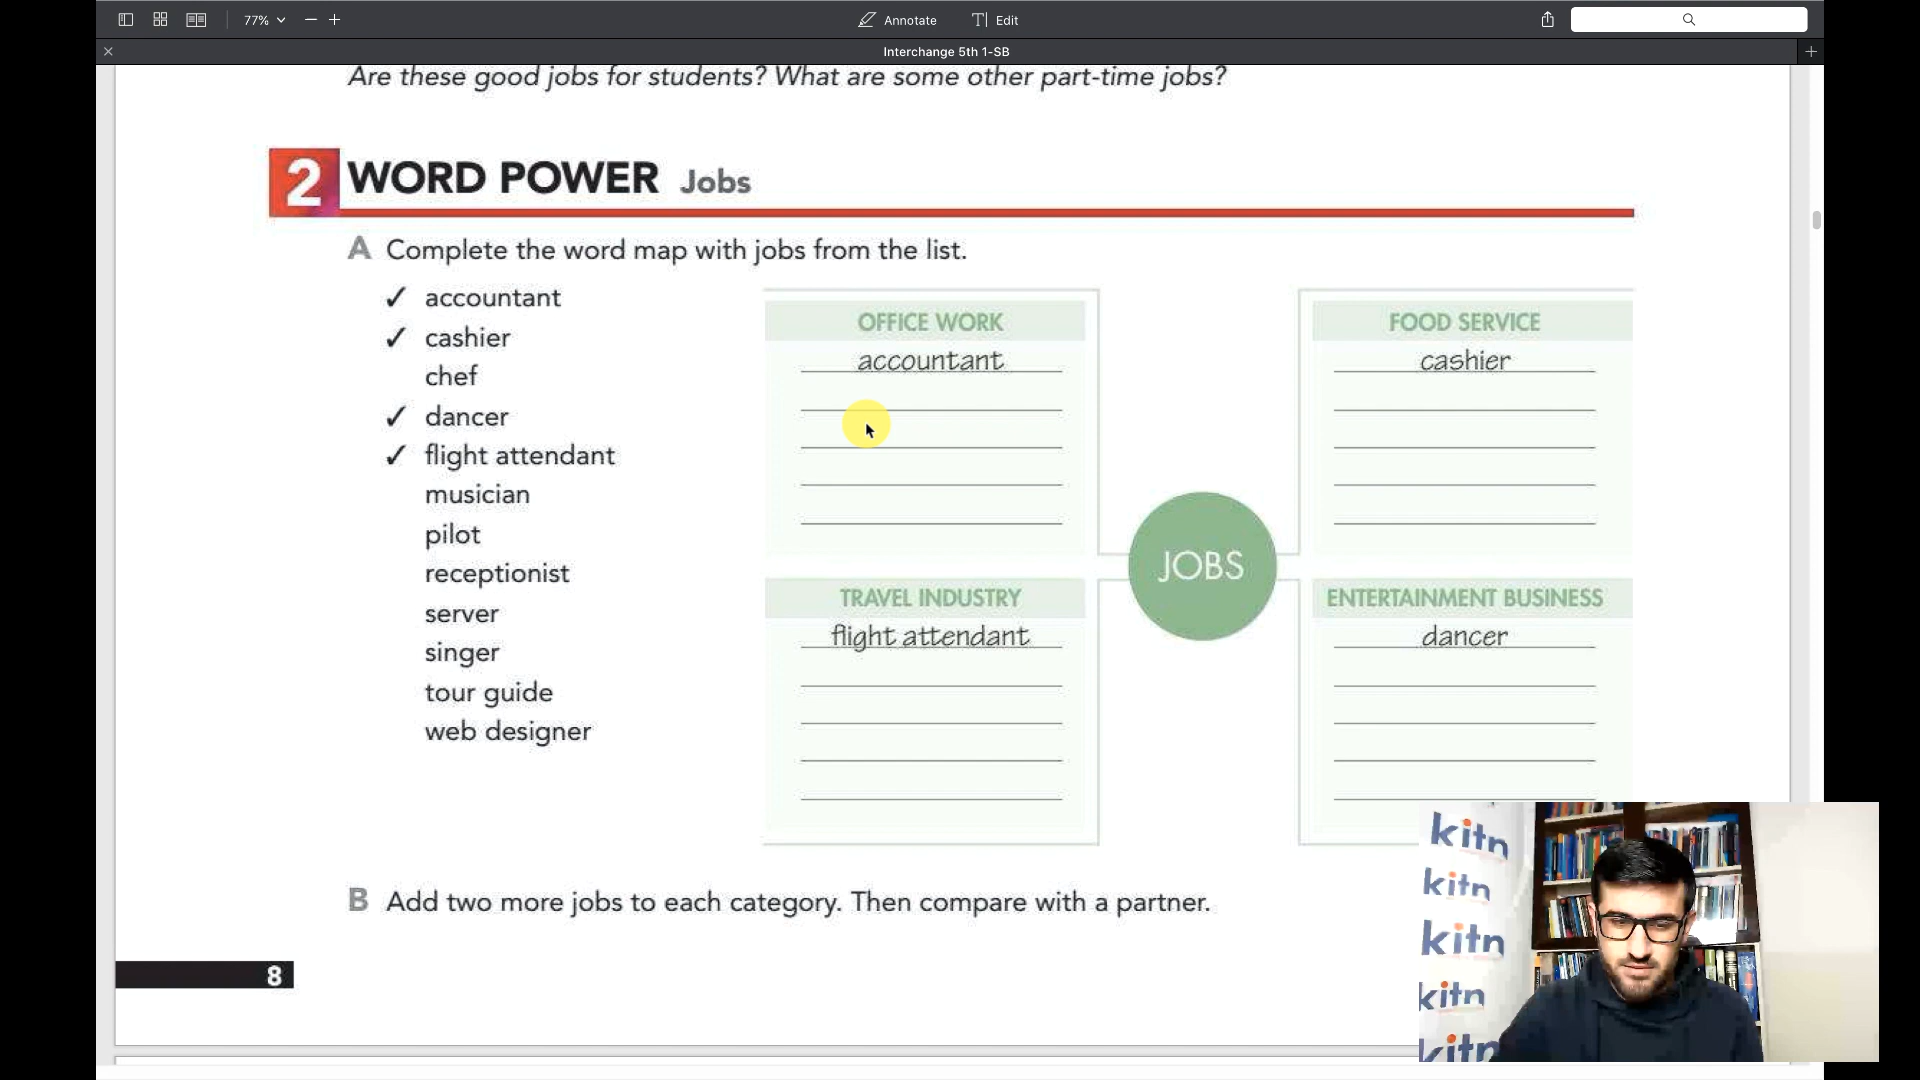 77%
Annotate
Edit
Interchange 5th 1-SB
Are these good jobs for students? What are some other part-time jobs?
2 WORD POWER Jobs
A Complete the word map with jobs from the list.
✓ accountant
✓ cashier
chef
✓ dancer
✓ flight attendant
musician
pilot
receptionist
server
singer
tour guide
web designer
OFFICE WORK
accountant
FOOD SERVICE
cashier
JOBS
TRAVEL INDUSTRY
flight attendant
ENTERTAINMENT BUSINESS
dancer
B Add two more jobs to each category. Then compare with a partner.
8
kitn
kitn
kitn
kitn
kitn